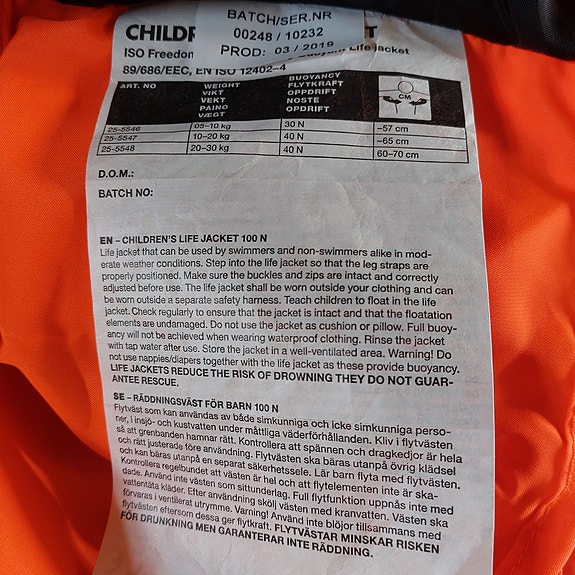 BATCH/SER.NR
00248 / 10232
PROD: 03 / 2019
CHILDR T
ISO Freedom Life jacket
89/686/EEC, EN ISO 12402-4
ART. NO WEIGHT BUOYANCY
VIKT FLYTKRAFT
VEKT OPPDRIFT
PAINO NOSTE
VÆGT OPDRIFT
CM
25-5546 05-10 kg 30 N –57 cm
25-5547 10-20 kg 40 N –65 cm
25-5548 20-30 kg 40 N 60–70 cm
D.O.M.:
BATCH NO:
EN – CHILDREN'S LIFE JACKET 100 N
Life jacket that can be used by swimmers and non-swimmers alike in mod-
erate weather conditions. Step into the life jacket so that the leg straps are
properly positioned. Make sure the buckles and zips are intact and correctly
adjusted before use. The life jacket shall be worn outside your clothing and can
be worn outside a separate safety harness. Teach children to float in the life
jacket. Check regularly to ensure that the jacket is intact and that the floatation
elements are undamaged. Do not use the jacket as cushion or pillow. Full buoy-
ancy will not be achieved when wearing waterproof clothing. Rinse the jacket
with tap water after use. Store the jacket in a well-ventilated area. Warning! Do
not use nappies/diapers together with the life jacket as these provide buoyancy.
LIFE JACKETS REDUCE THE RISK OF DROWNING THEY DO NOT GUAR-
ANTEE RESCUE.
SE – RÄDDNINGSVÄST FÖR BARN 100 N
Flytväst som kan användas av både simkunniga och icke simkunniga perso-
ner, i insjö- och kustvatten under måttliga väderförhållanden. Kliv i flytvästen
så att grenbanden hamnar rätt. Kontrollera att spännen och dragkedjor är hela
och rätt justerade före användning. Flytvästen ska bäras utanpå övrig klädsel
och kan bäras utanpå en separat säkerhetssele. Lär barn flyta med flytvästen.
Kontrollera regelbundet att västen är hel och att flytelementen inte är ska-
dade. Använd inte västen som sittunderlag. Full flytfunktion uppnås inte med
vattentäta kläder. Efter användning skölj västen med kranvatten. Västen ska
förvaras i ventilerat utrymme. Varning! Använd inte blöjor tillsammans med
flytvästen eftersom dessa ger flytkraft. FLYTVÄSTAR MINSKAR RISKEN
FÖR DRUNKNING MEN GARANTERAR INTE RÄDDNING.